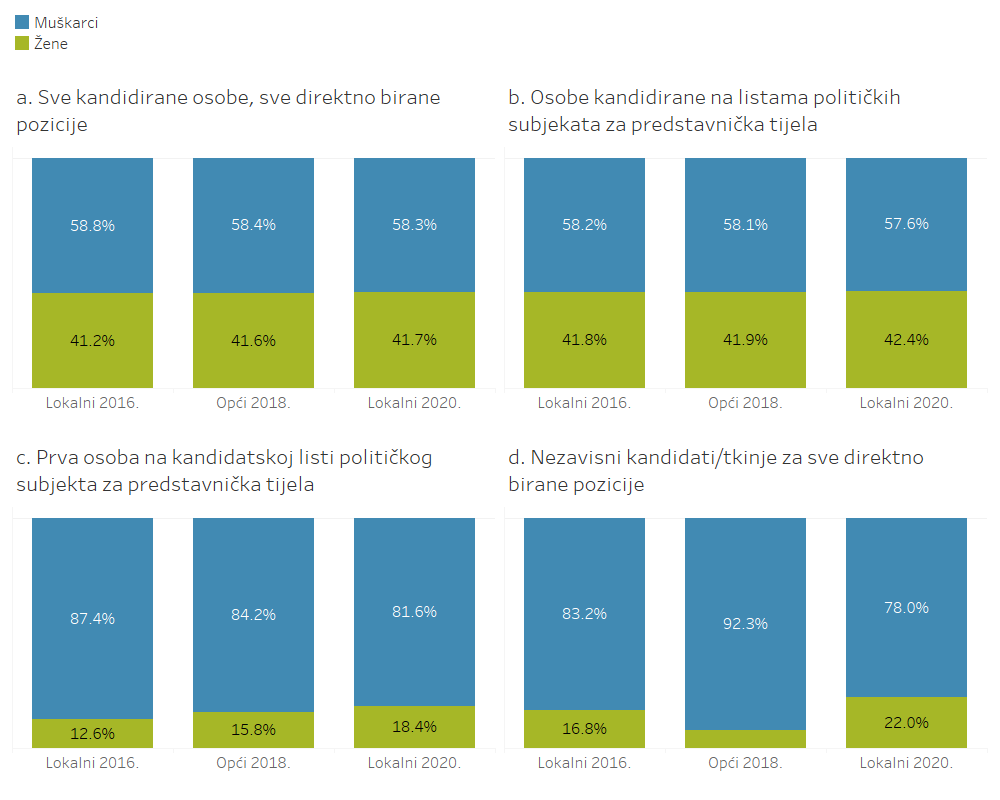 Muškarci
Žene
a. Sve kandidirane osobe, sve direktno birane
pozicije
58.8%
58.4%
58.3%
41.2%
41.6%
41.7%
Lokalni 2016.
Opći 2018.
Lokalni 2020.
b. Osobe kandidirane na listama političkih
subjekata za predstavnička tijela
58.2%
58.1%
57.6%
41.8%
41.9%
42.4%
Lokalni 2016.
Opći 2018.
Lokalni 2020.
c. Prva osoba na kandidatskoj listi političkog
subjekta za predstavnička tijela
87.4%
84.2%
81.6%
12.6%
15.8%
18.4%
Lokalni 2016.
Opći 2018.
Lokalni 2020.
d. Nezavisni kandidati/tkinje za sve direktno
birane pozicije
83.2%
92.3%
78.0%
16.8%
22.0%
Lokalni 2016.
Opći 2018.
Lokalni 2020.